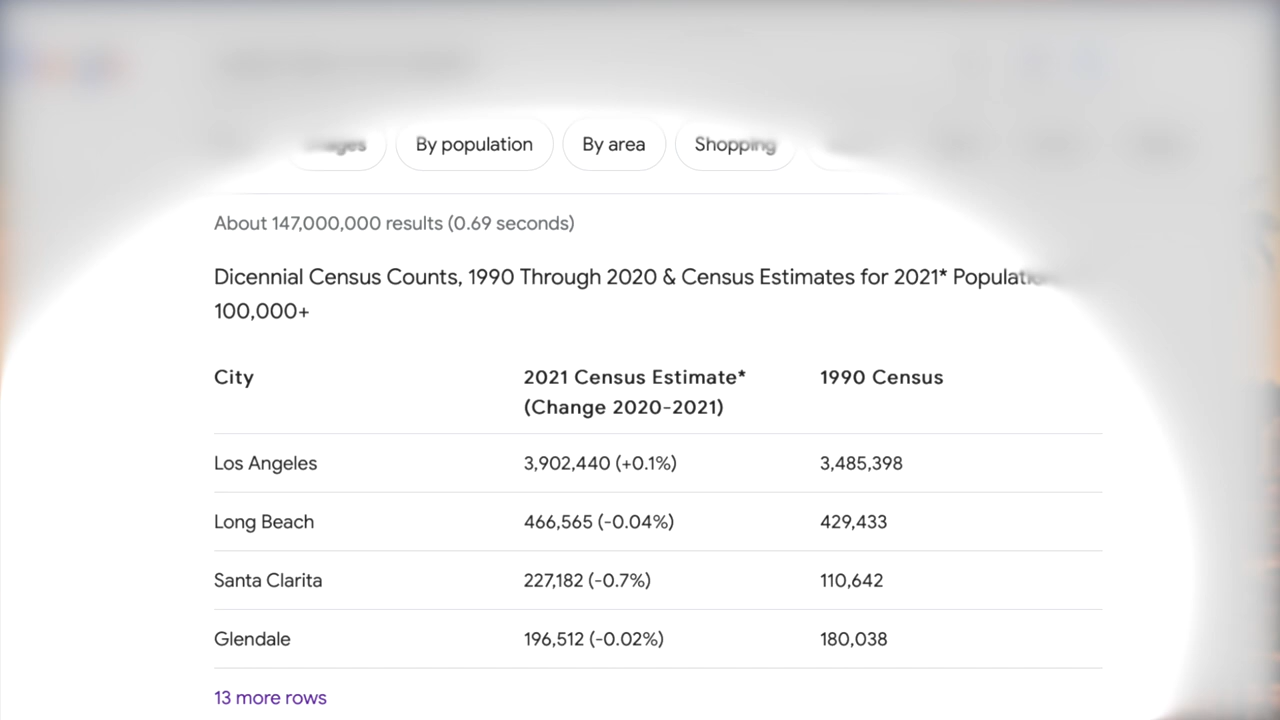 By population By area Shopping
About 147,000,000 results (0.69 seconds)
Dicennial Census Counts, 1990 Through 2020 & Census Estimates for 2021*
100,000+
City 2021 Census Estimate* 1990 Census
(Change 2020-2021)
Los Angeles 3,902,440 (+0.1%) 3,485,398
Long Beach 466,565 (-0.04%) 429,433
Santa Clarita 227,182 (-0.7%) 110,642
Glendale 196,512 (-0.02%) 180,038
13 more rows